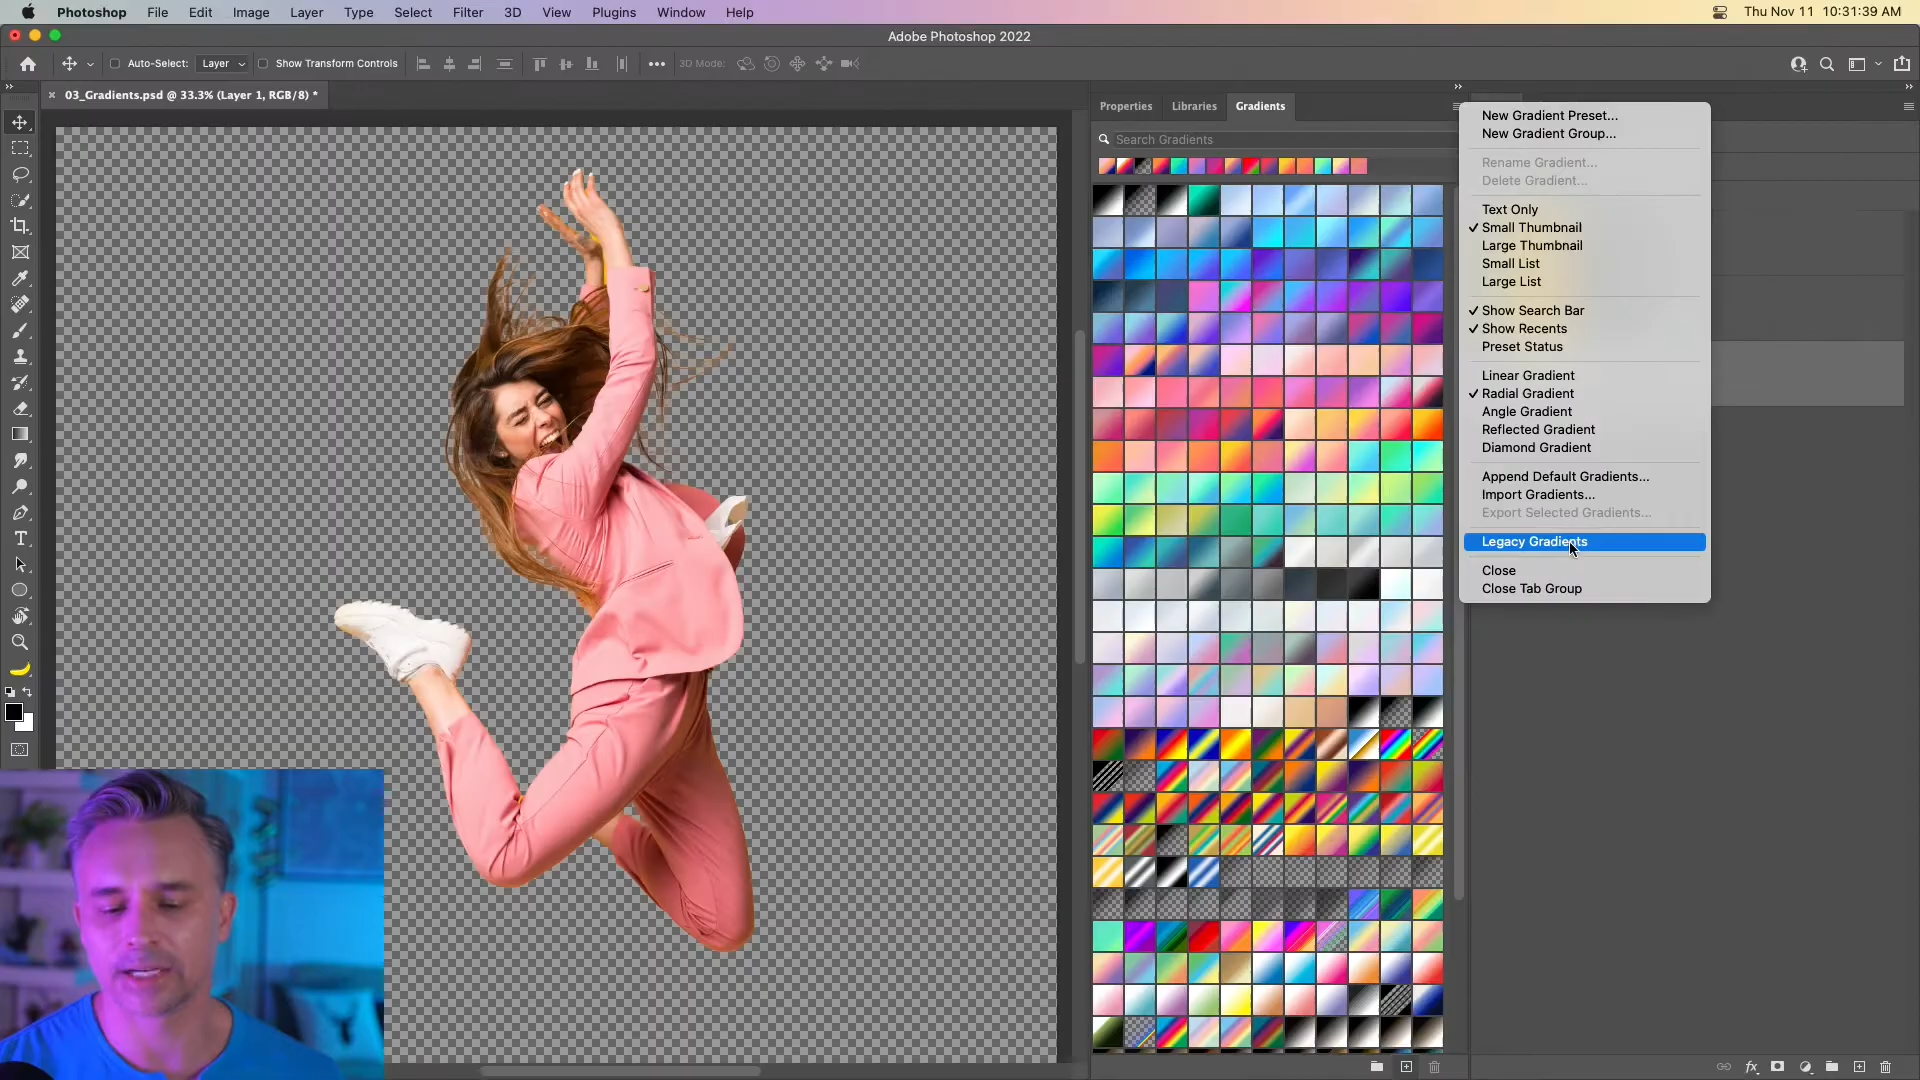 Photoshop File Edit Image Layer Type Select Filter 3D View Plugins Window Help Thu Nov 11 10:31:39 AM
Adobe Photoshop 2022
Auto-Select: Layer Show Transform Controls 3D Mode:
03_Gradients.psd @ 33.3% (Layer 1, RGB/8) *
Properties Libraries Gradients
Search Gradients
New Gradient Preset...
New Gradient Group...
Rename Gradient...
Delete Gradient...
Text Only
Small Thumbnail
Large Thumbnail
Small List
Large List
Show Search Bar
Show Recents
Preset Status
Linear Gradient
Radial Gradient
Angle Gradient
Reflected Gradient
Diamond Gradient
Append Default Gradients...
Import Gradients...
Export Selected Gradients...
Legacy Gradients
Close
Close Tab Group